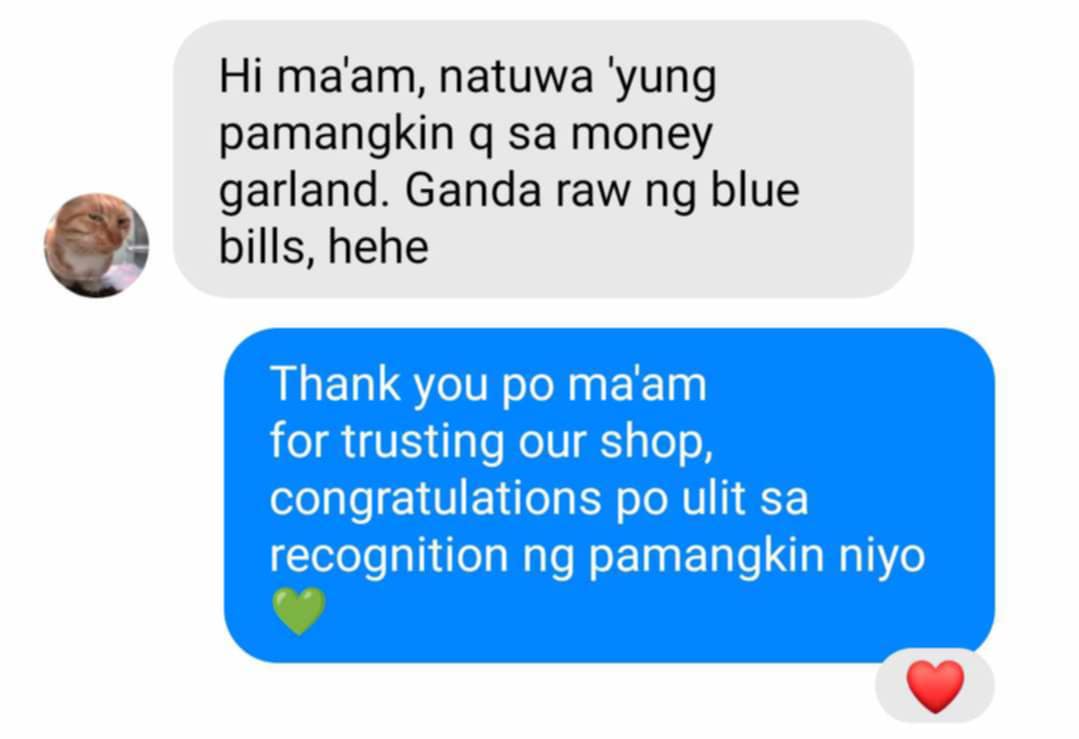 Hi ma'am, natuwa 'yung
pamangkin q sa money
garland. Ganda raw ng blue
bills, hehe
Thank you po ma'am
for trusting our shop,
congratulations po ulit sa
recognition ng pamangkin niyo
💚
❤️